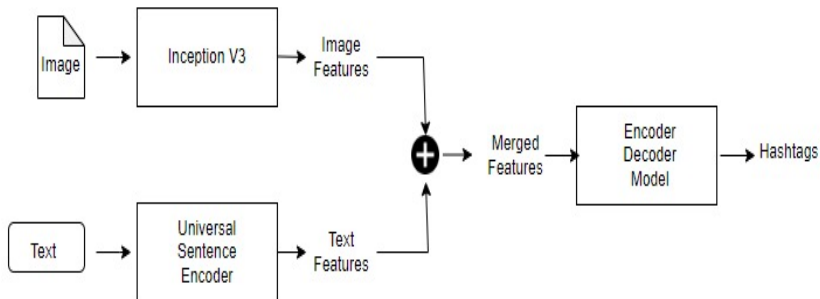 Image
Inception V3
Image
Features
Merged
Features
Encoder
Decoder
Model
Hashtags
Text
Universal
Sentence
Encoder
Text
Features